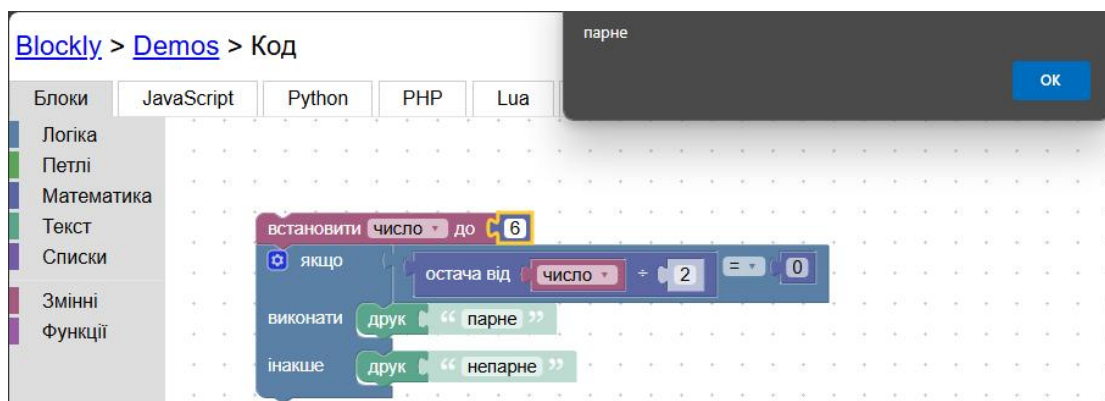 Blockly > Demos > Код
парне
OK
Блоки JavaScript Python PHP Lua
Логіка
Петлі
Математика
Текст
Списки
Змінні
Функції
встановити число до 6
якщо остача від число ÷ 2 = 0
виконати друк “ парне ”
інакше друк “ непарне ”